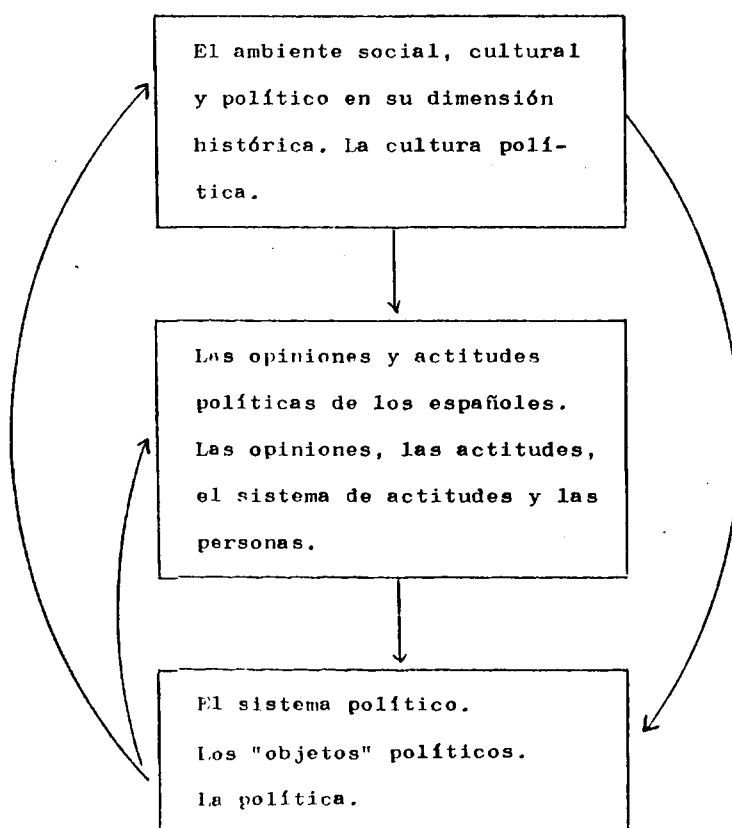 El ambiente social, cultural
y político en su dimensión
histórica. La cultura polí-
tica.
Las opiniones y actitudes
políticas de los españoles.
Las opiniones, las actitudes,
el sistema de actitudes y las
personas.
El sistema político.
Los "objetos" políticos.
La política.